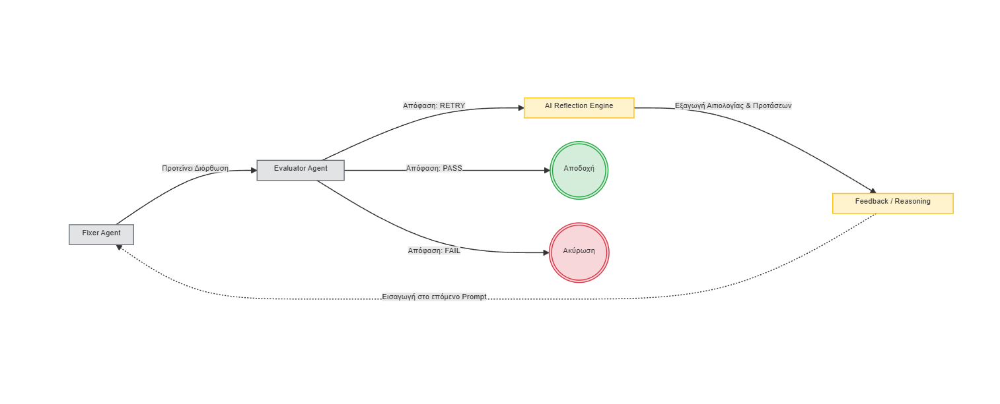 Απόφαση: RETRY
AI Reflection Engine
Εξαγωγή Αιτιολογίας & Προτάσεων
Προτείνει Διόρθωση
Evaluator Agent
Απόφαση: PASS
Αποδοχή
Feedback / Reasoning
Fixer Agent
Απόφαση: FAIL
Ακύρωση
Εισαγωγή στο επόμενο Prompt